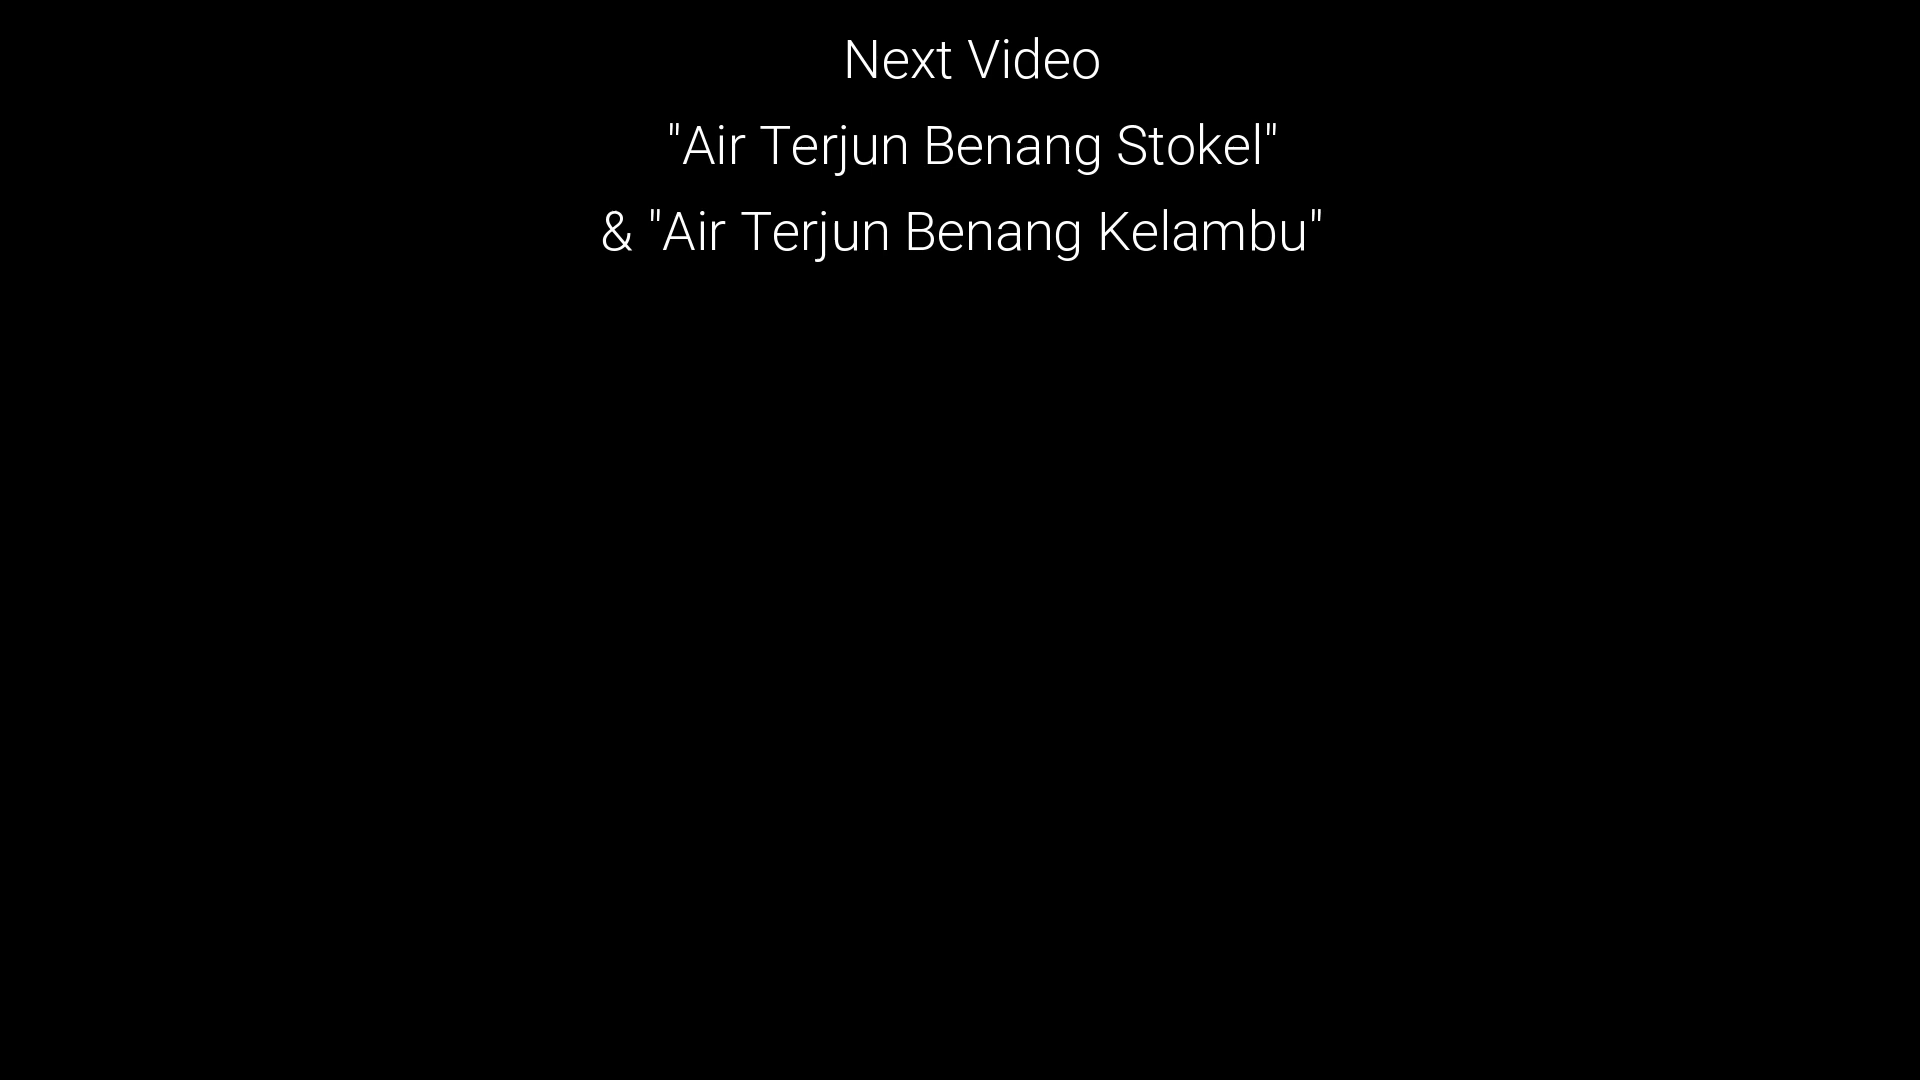 Next Video
"Air Terjun Benang Stokel"
& "Air Terjun Benang Kelambu"